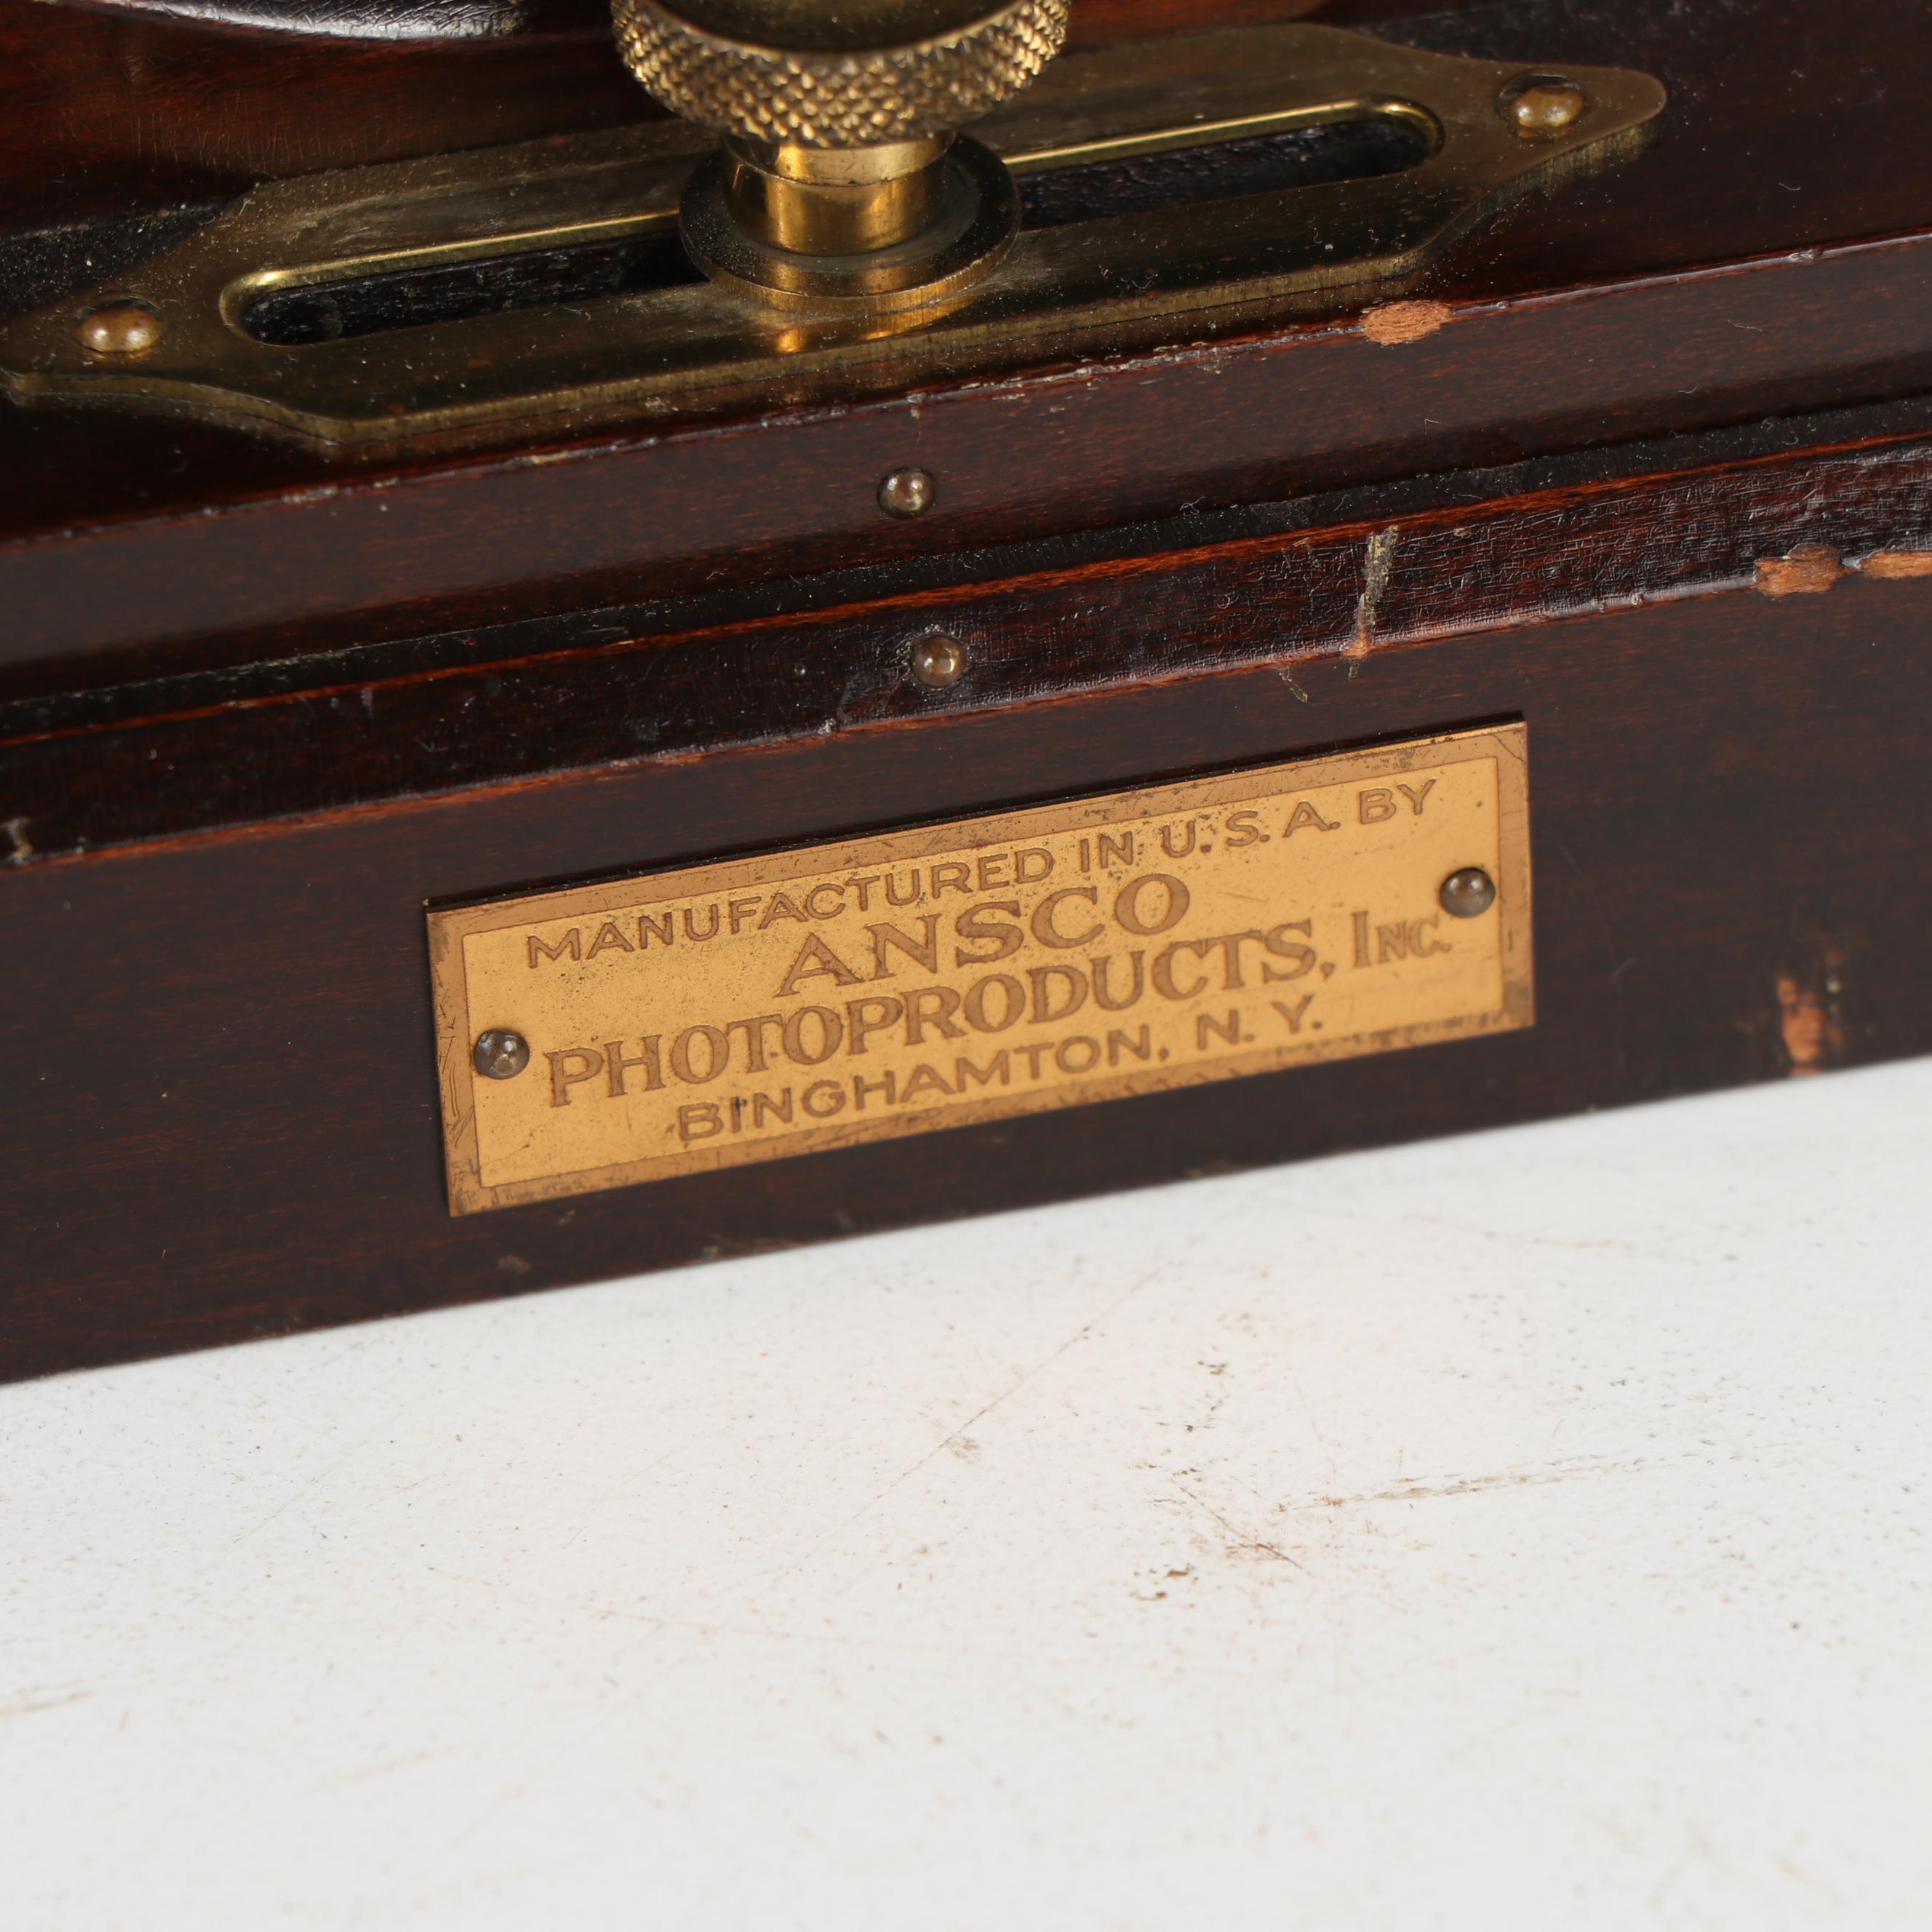 MANUFACTURED IN U.S.A. BY
ANSCO
PHOTOPRODUCTS, INC.
BINGHAMTON, N. Y.